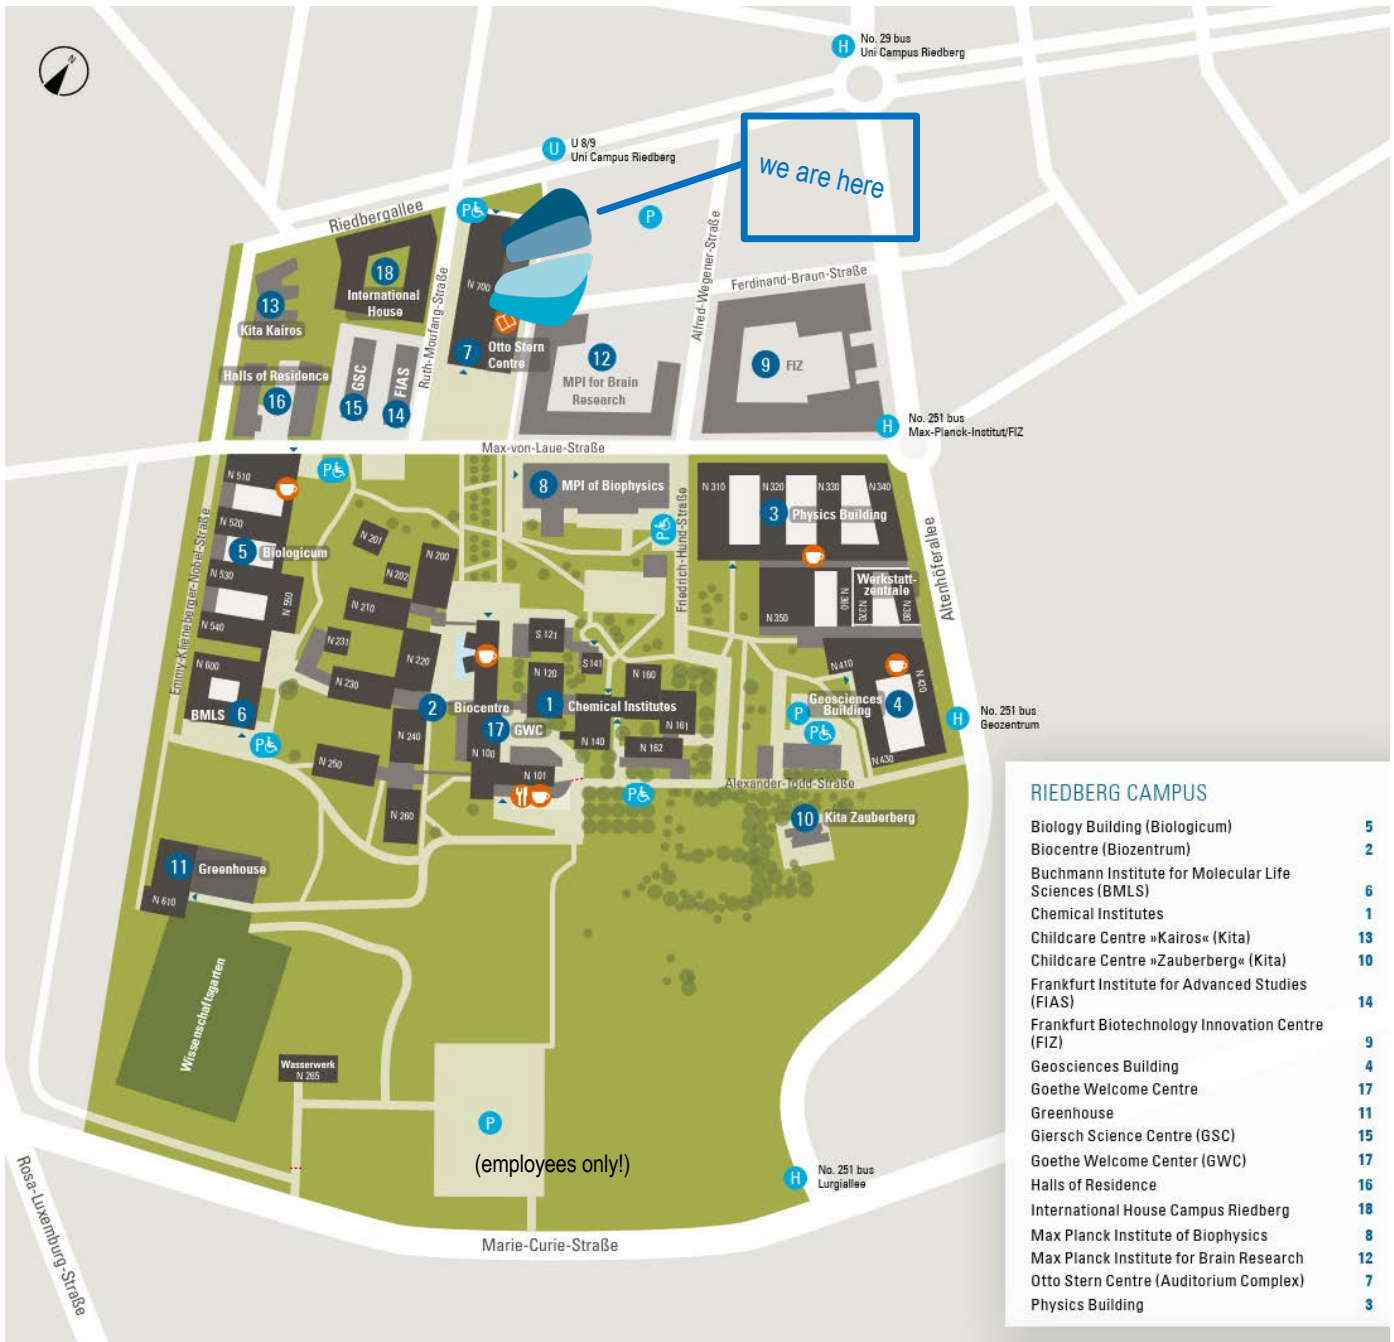 N
No. 29 bus
Uni Campus Riedberg
H
U
U 8/9
Uni Campus Riedberg
we are here
Riedbergallee
P
P
18
International
House
13
Kita Kairos
N 700
Ruth-Moufang-Straße
Alfred-Wegener-Straße
Ferdinand-Braun-Straße
7
Otto Stern
Centre
12
MPI for Brain
Research
9
FIZ
Halls of Residence
16
GSC
15
FIAS
14
H
No. 251 bus
Max-Planck-Institut/FIZ
Max-von-Laue-Straße
N 510
P
8
MPI of Biophysics
N 310
N 320
N 330
N 340
3
Physics Building
N 520
5
Biologicum
N 201
N 200
P
Friedrich-Hund-Straße
Emmy-Klieneborger-Nobel-Straße
Altenhöferallee
N 530
N 202
Werkstatt-
zentrale
N 550
N 210
N 350
N 360
N 370
N 380
N 540
N 231
S 121
N 600
N 220
N 120
S 141
N 160
N 410
N 420
N 230
BMLS
6
2
Biocentre
1
Chemical Institutes
Geosciences
Building
4
P
H
No. 251 bus
Geozentrum
P
N 240
17
GWC
N 161
P
N 250
N 100
N 140
N 162
N 430
N 101
P
Alexander-Todd-Straße
N 260
10
Kita Zauberberg
11
Greenhouse
N 610
Wissenschaftsgarten
Wasserwerk
N 265
P
(employees only!)
H
No. 251 bus
Lurgiallee
Rosa-Luxemburg-Straße
Marie-Curie-Straße
RIEDBERG CAMPUS
Biology Building (Biologicum) 5
Biocentre (Biozentrum) 2
Buchmann Institute for Molecular Life
Sciences (BMLS) 6
Chemical Institutes 1
Childcare Centre »Kairos« (Kita) 13
Childcare Centre »Zauberberg« (Kita) 10
Frankfurt Institute for Advanced Studies
(FIAS) 14
Frankfurt Biotechnology Innovation Centre
(FIZ) 9
Geosciences Building 4
Goethe Welcome Centre 17
Greenhouse 11
Giersch Science Centre (GSC) 15
Goethe Welcome Center (GWC) 17
Halls of Residence 16
International House Campus Riedberg 18
Max Planck Institute of Biophysics 8
Max Planck Institute for Brain Research 12
Otto Stern Centre (Auditorium Complex) 7
Physics Building 3